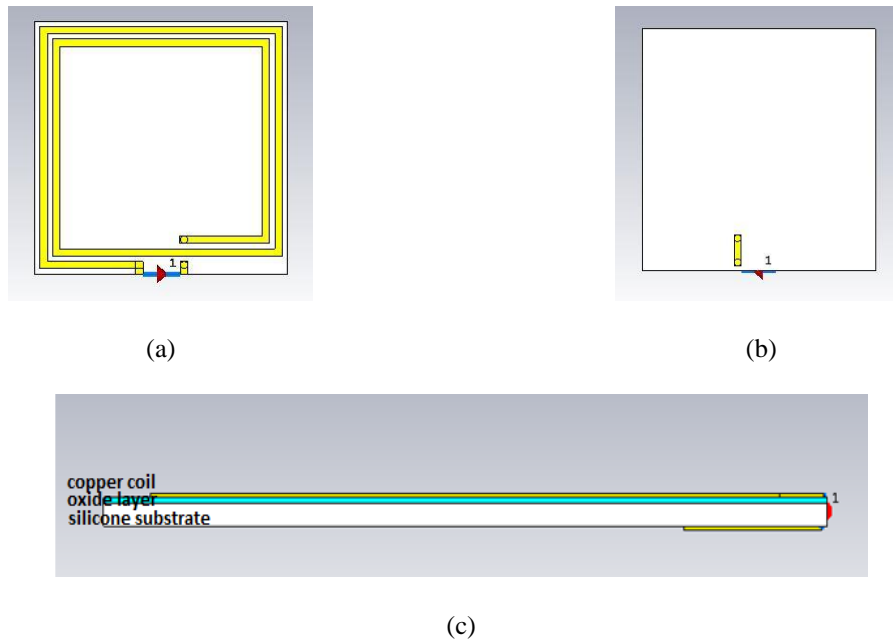 1
1
(a)
(b)
copper coil
oxide layer
silicone substrate
1
(c)